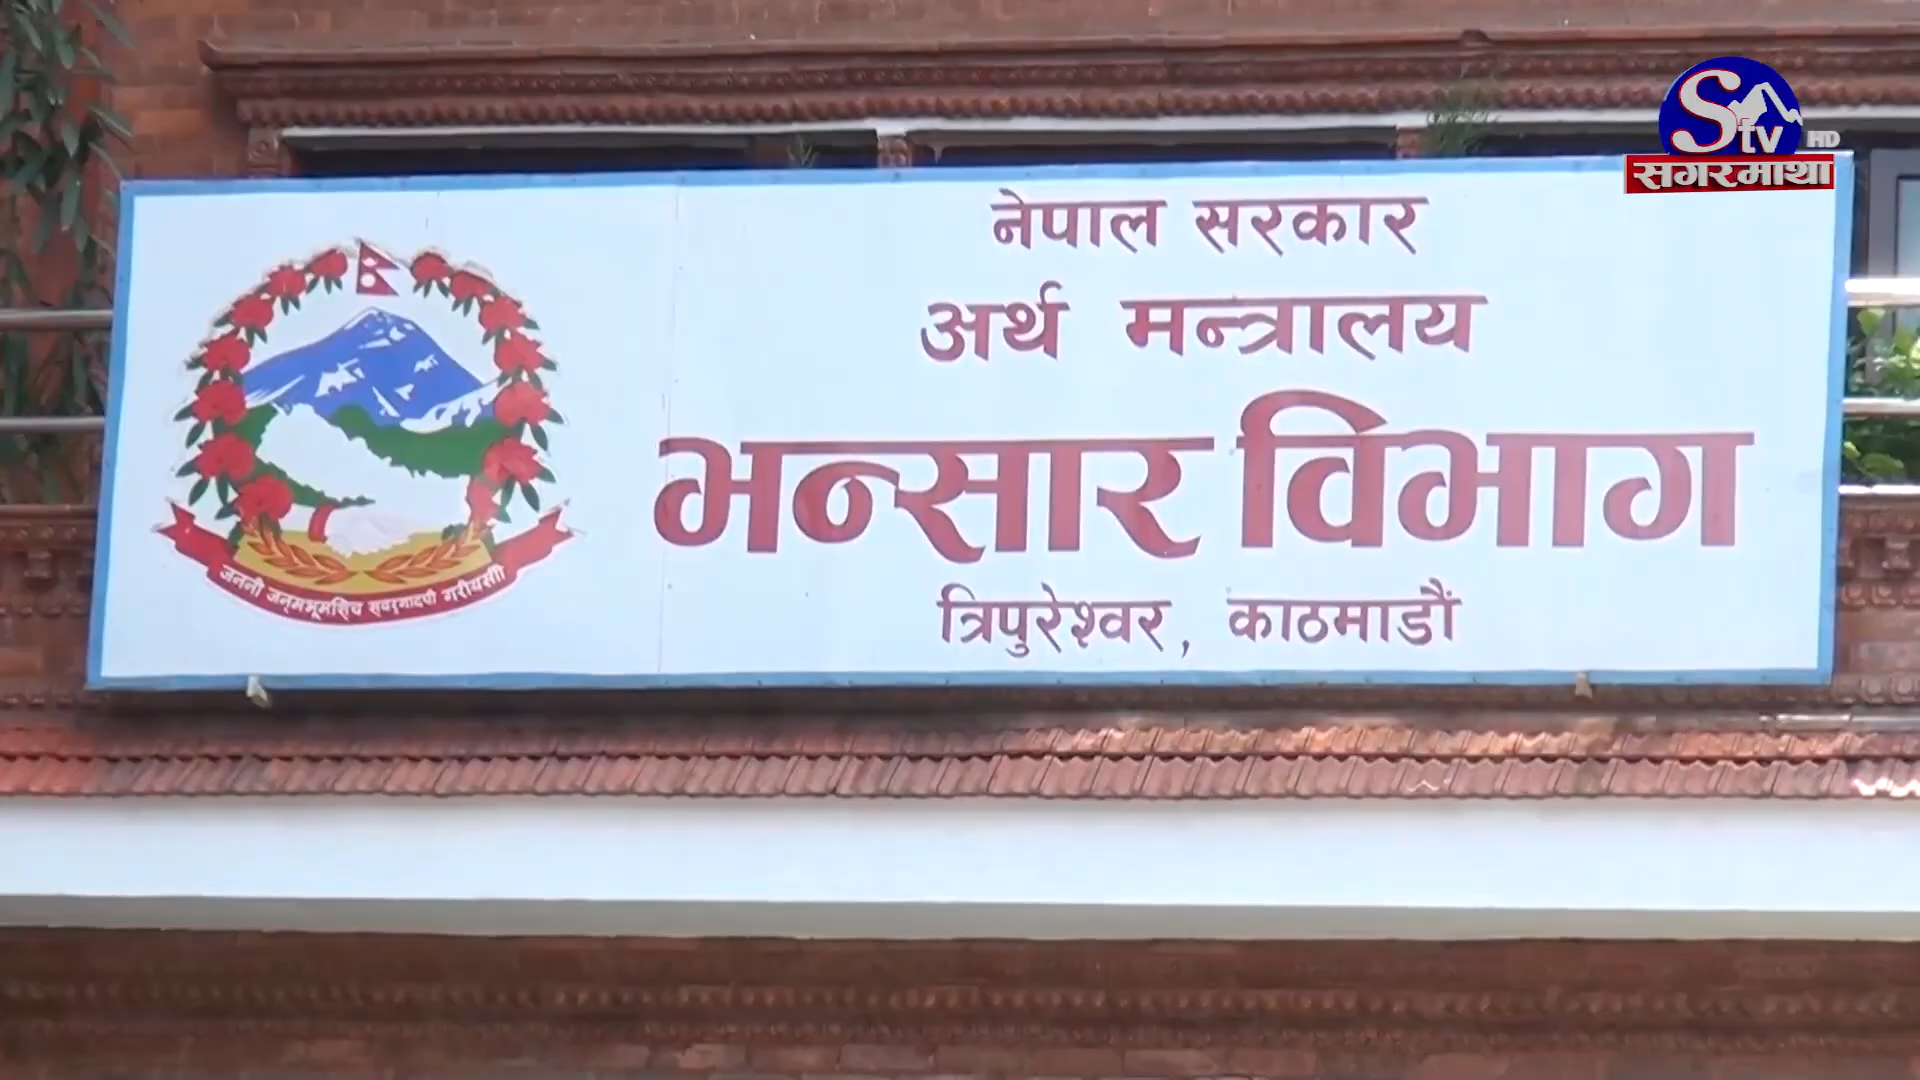 STV HD
सगरमाथा
नेपाल सरकार
अर्थ मन्त्रालय
भन्सार विभाग
त्रिपुरेश्वर, काठमाडौं
जननी जन्मभूमिश्च स्वर्गादपी गरीयसी